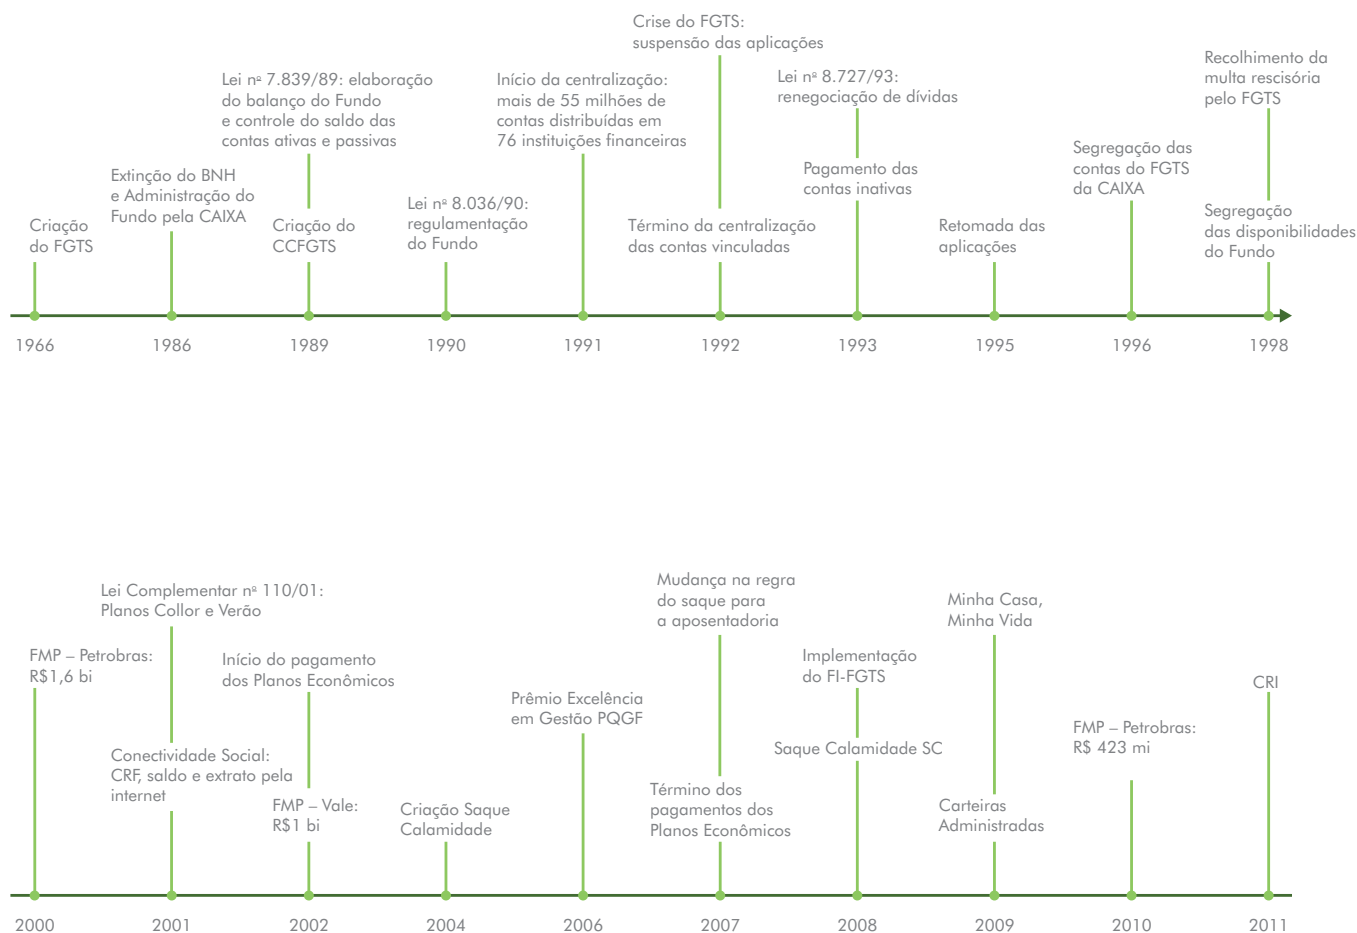 Criação
do FGTS
Extinção do BNH
e Administração do
Fundo pela CAIXA
Lei nº 7.839/89: elaboração
do balanço do Fundo
e controle do saldo das
contas ativas e passivas
Criação do
CCFGTS
Lei nº 8.036/90:
regulamentação
do Fundo
Início da centralização:
mais de 55 milhões de
contas distribuídas em
76 instituições financeiras
Crise do FGTS:
suspensão das aplicações
Término da centralização
das contas vinculadas
Lei nº 8.727/93:
renegociação de dívidas
Pagamento das
contas inativas
Retomada das
aplicações
Segregação das
contas do FGTS
da CAIXA
Recolhimento da
multa rescisória
pelo FGTS
Segregação
das disponibilidades
do Fundo
1966
1986
1989
1990
1991
1992
1993
1995
1996
1998
FMP – Petrobras:
R$1,6 bi
Lei Complementar nº 110/01:
Planos Collor e Verão
Conectividade Social:
CRF, saldo e extrato pela
internet
Início do pagamento
dos Planos Econômicos
FMP – Vale:
R$1 bi
Criação Saque
Calamidade
Prêmio Excelência
em Gestão PQGF
Mudança na regra
do saque para
a aposentadoria
Término dos
pagamentos dos
Planos Econômicos
Implementação
do FI-FGTS
Saque Calamidade SC
Minha Casa,
Minha Vida
Carteiras
Administradas
FMP – Petrobras:
R$ 423 mi
CRI
2000
2001
2002
2004
2006
2007
2008
2009
2010
2011